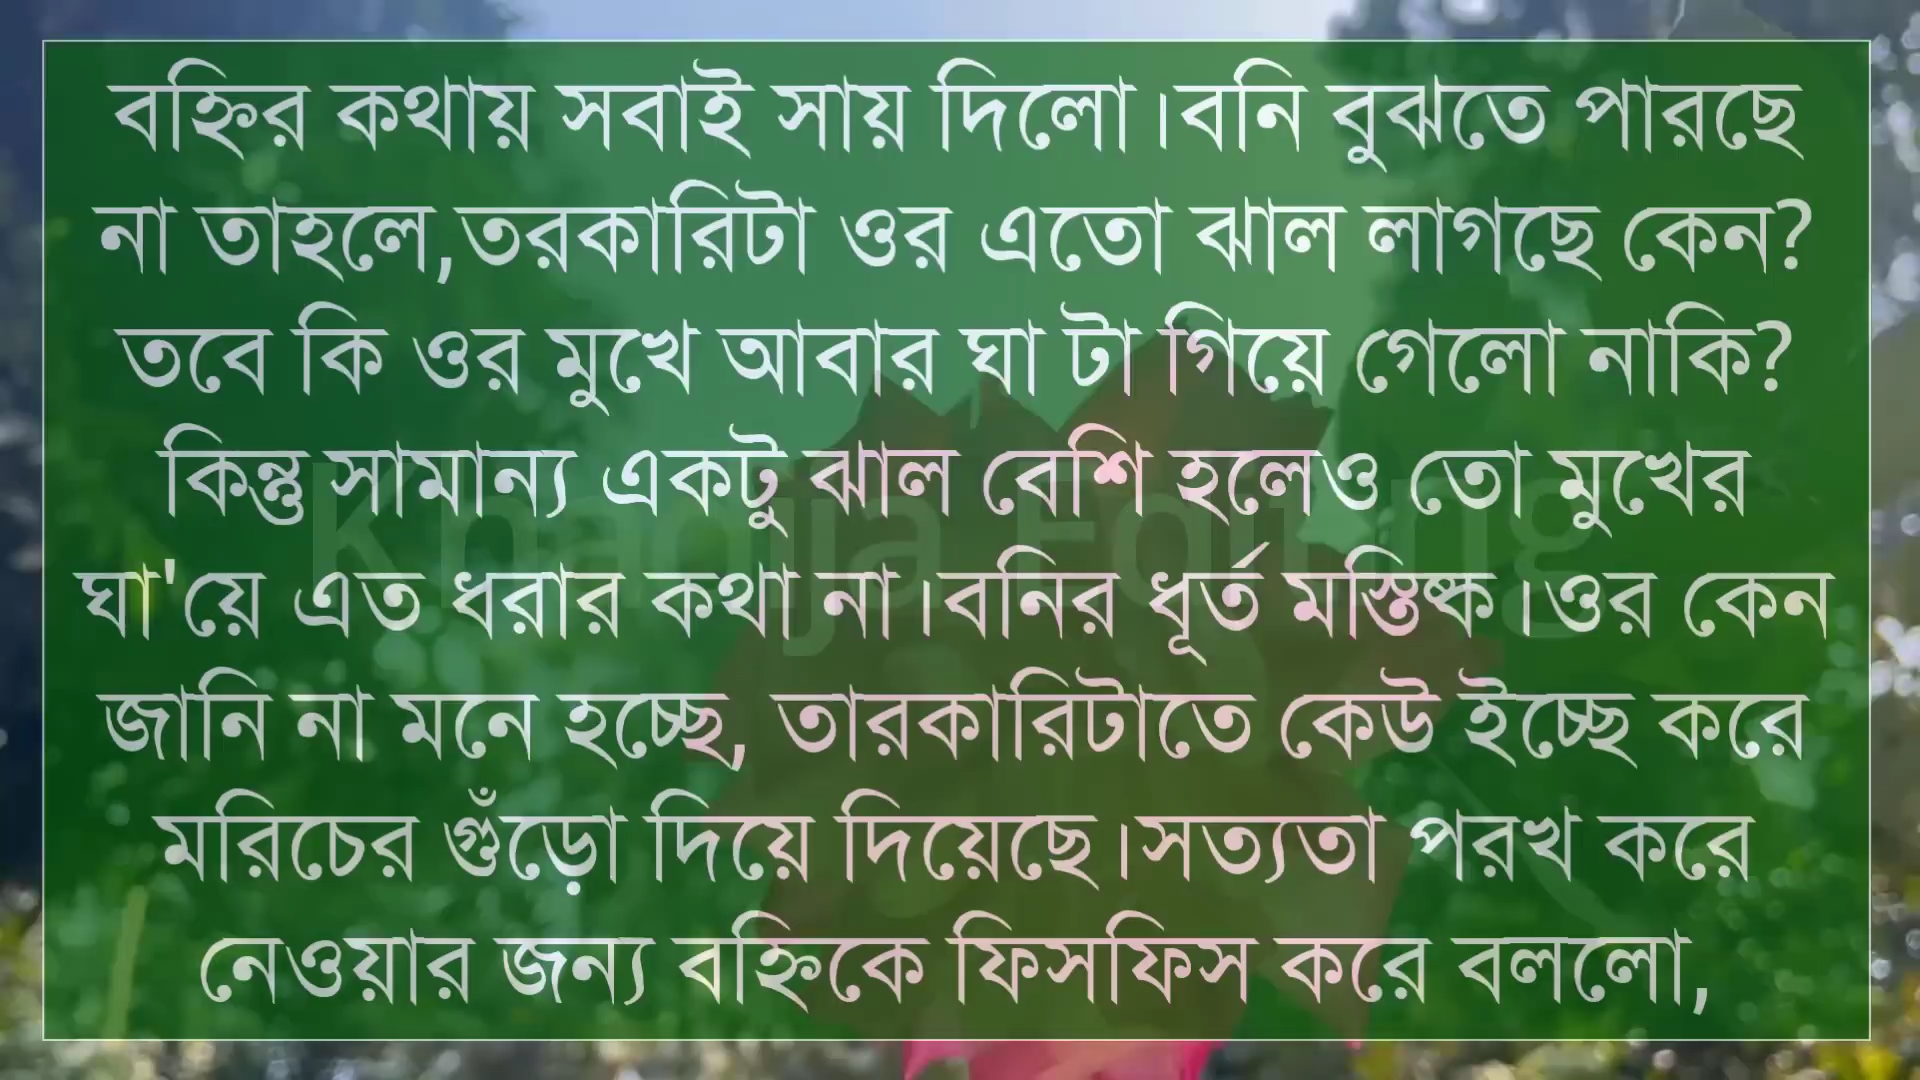 বহ্নির কথায় সবাই সায় দিলো।বনি বুঝতে পারছে
না তাহলে,তরকারিটা ওর এতো ঝাল লাগছে কেন?
তবে কি ওর মুখে আবার ঘা টা গিয়ে গেলো নাকি?
কিন্তু সামান্য একটু ঝাল বেশি হলেও তো মুখের
ঘা'য়ে এত ধরার কথা না।বনির ধূর্ত মস্তিষ্ক।ওর কেন
জানি না মনে হচ্ছে, তারকারিটাতে কেউ ইচ্ছে করে
মরিচের গুঁড়ো দিয়ে দিয়েছে।সত্যতা পরখ করে
নেওয়ার জন্য বহ্নিকে ফিসফিস করে বললো,
Khadija Editing